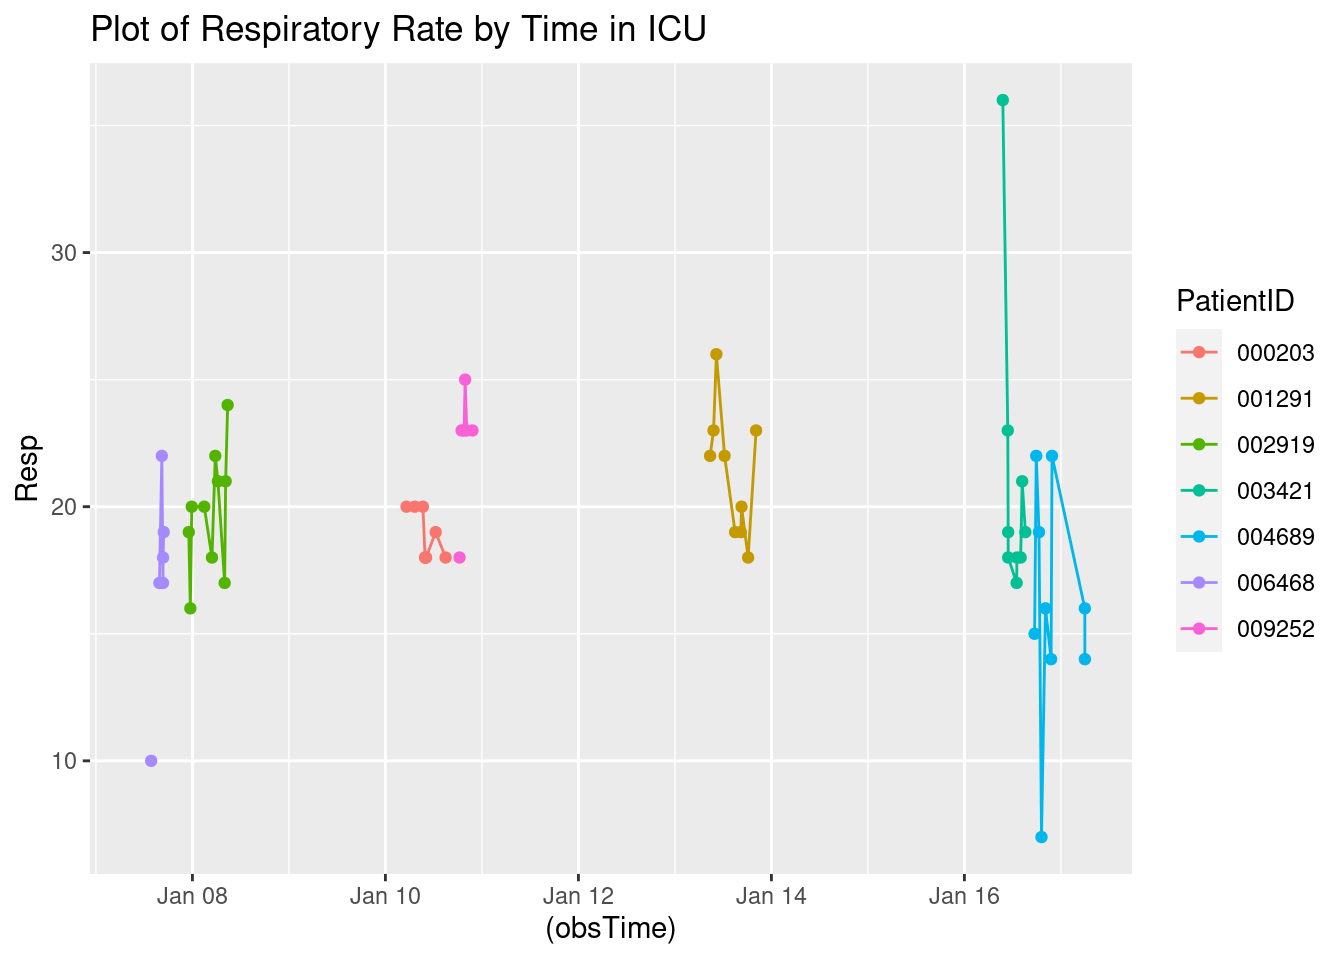 Plot of Respiratory Rate by Time in ICU
Resp
30
20
10
Jan 08
Jan 10
Jan 12
Jan 14
Jan 16
(obsTime)
PatientID
000203
001291
002919
003421
004689
006468
009252